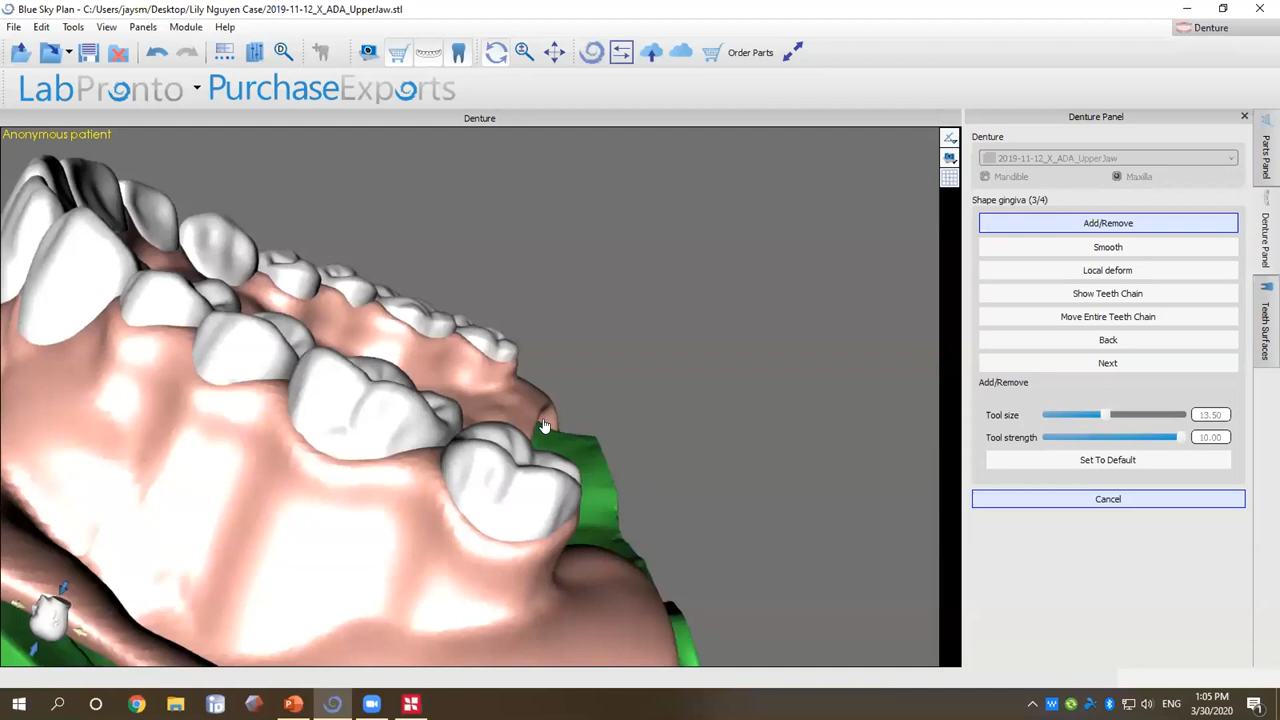 Blue Sky Plan - C:/Users/jaysm/Desktop/Lily Nguyen Case/2019-11-12_X_ADA_UpperJaw.stl
File Edit Tools View Panels Module Help
Denture
Order Parts
LabPronto PurchaseExports
Denture
Denture Panel
Anonymous patient
Denture
2019-11-12_X_ADA_UpperJaw
Mandible Maxilla
Shape gingiva (3/4)
Add/Remove
Smooth
Local deform
Show Teeth Chain
Move Entire Teeth Chain
Back
Next
Add/Remove
Tool size 13.50
Tool strength 10.00
Set To Default
Cancel
Parts Panel
Denture Panel
Teeth Surfaces
ENG
1:05 PM
3/30/2020